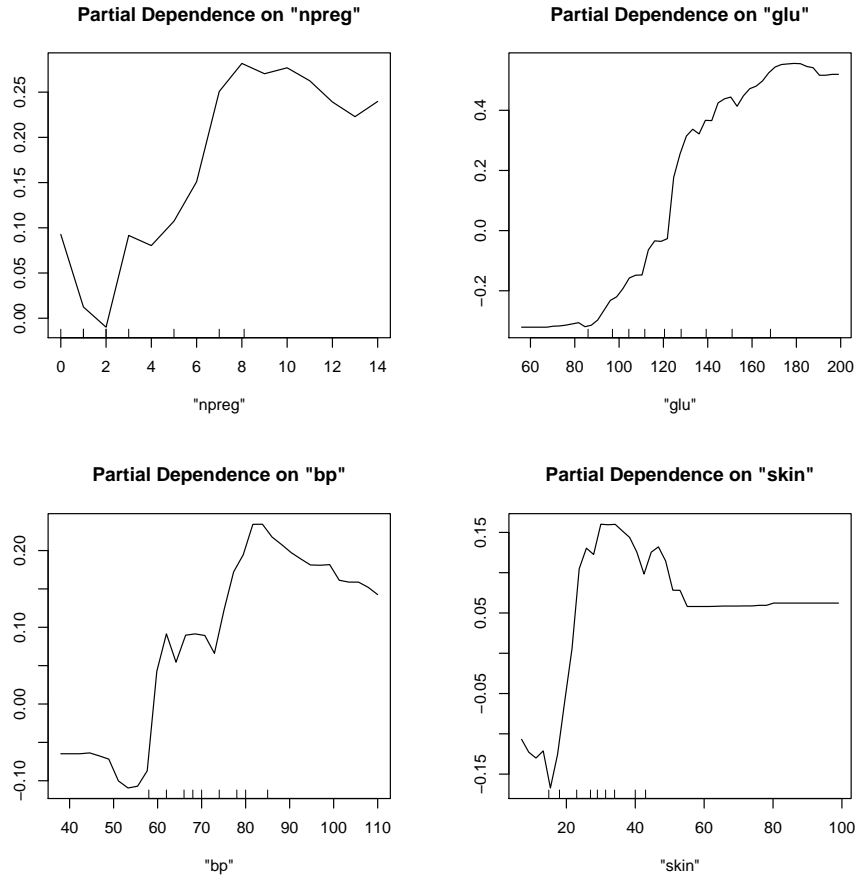 Partial Dependence on "npreg"
0.25
0.20
0.15
0.10
0.05
0.00
0 2 4 6 8 10 12 14
"npreg"
Partial Dependence on "glu"
0.4
0.2
0.0
−0.2
60 80 100 120 140 160 180 200
"glu"
Partial Dependence on "bp"
0.20
0.10
0.00
−0.10
40 50 60 70 80 90 100 110
"bp"
Partial Dependence on "skin"
0.15
0.05
−0.05
−0.15
20 40 60 80 100
"skin"